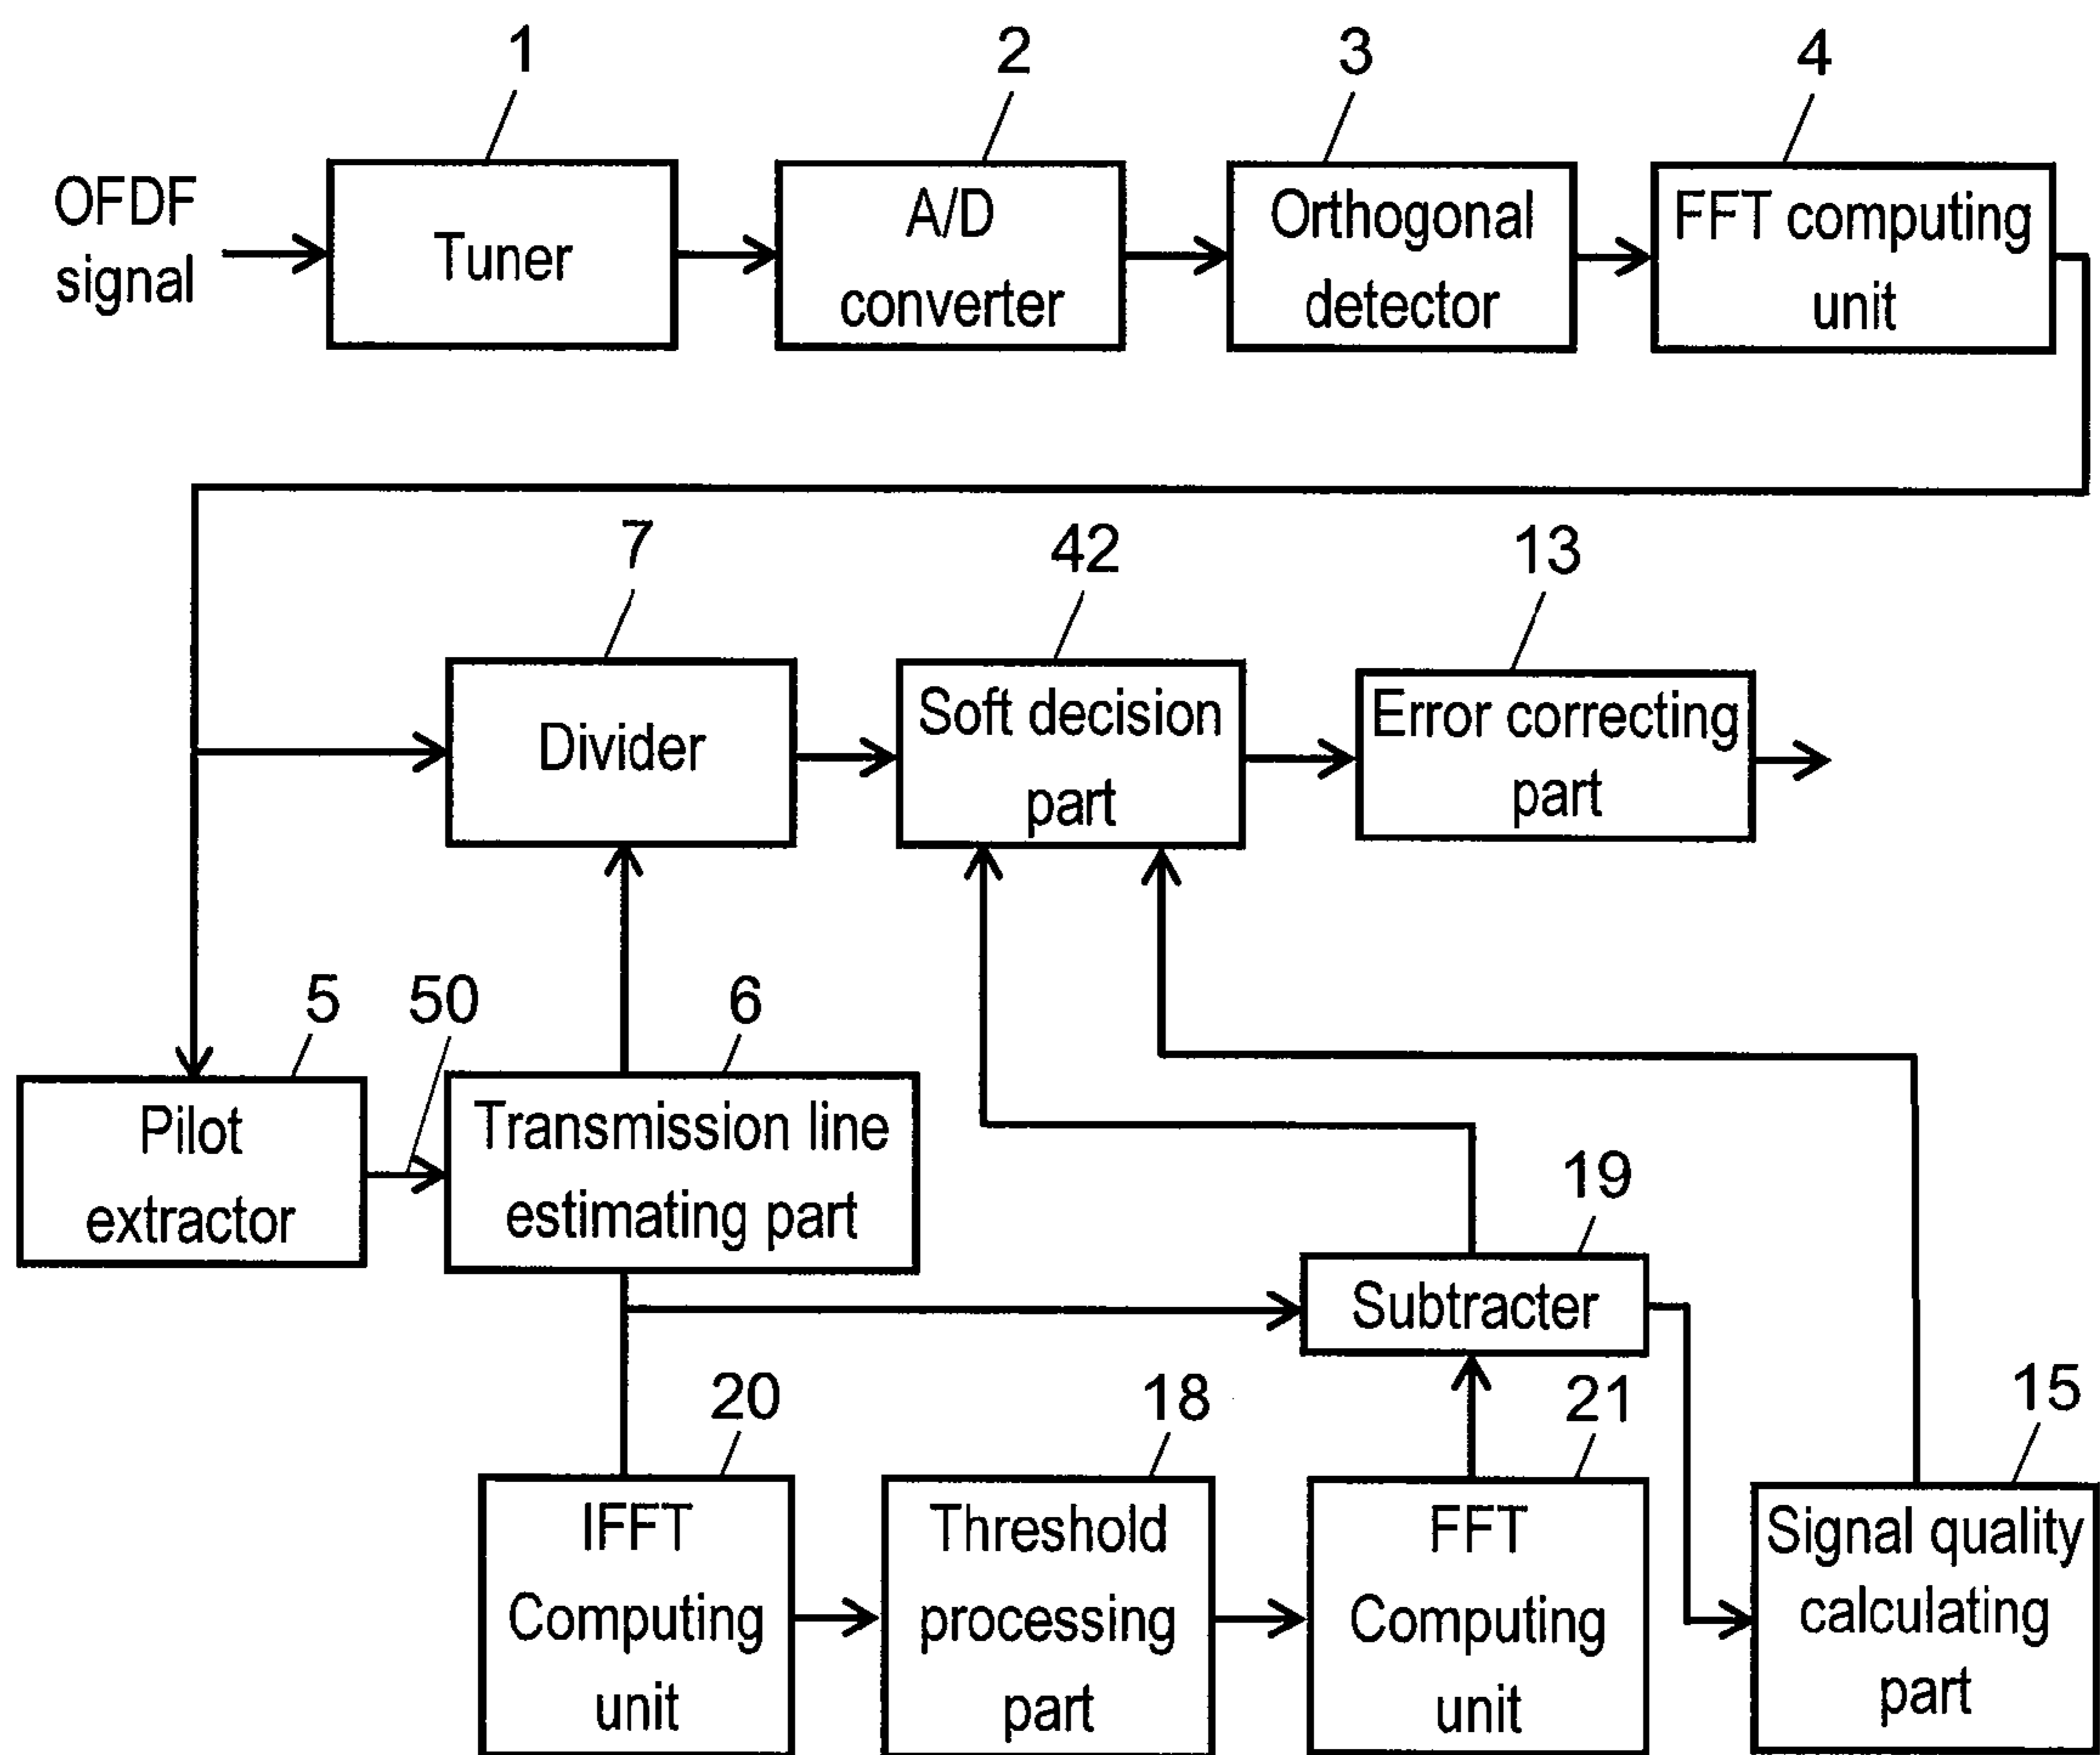 1
2
3
4
OFDF
signal
Tuner
A/D
converter
Orthogonal
detector
FFT computing
unit
7
42
13
Divider
Soft decision
part
Error correcting
part
5
50
6
Pilot
extractor
Transmission line
estimating part
19
Subtracter
20
18
21
15
IFFT
Computing
unit
Threshold
processing
part
FFT
Computing
unit
Signal quality
calculating
part